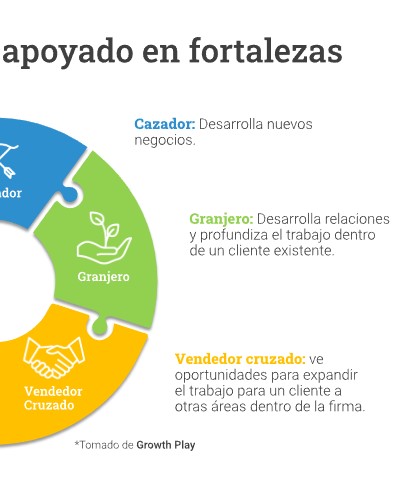 apoyado en fortalezas
Cazador: Desarrolla nuevos
negocios.
dor
Granjero: Desarrolla relaciones
y profundiza el trabajo dentro
de un cliente existente.
Granjero
Vendedor cruzado: ve
oportunidades para expandir
el trabajo para un cliente a
otras áreas dentro de la firma.
Vendedor
Cruzado
*Tomado de Growth Play